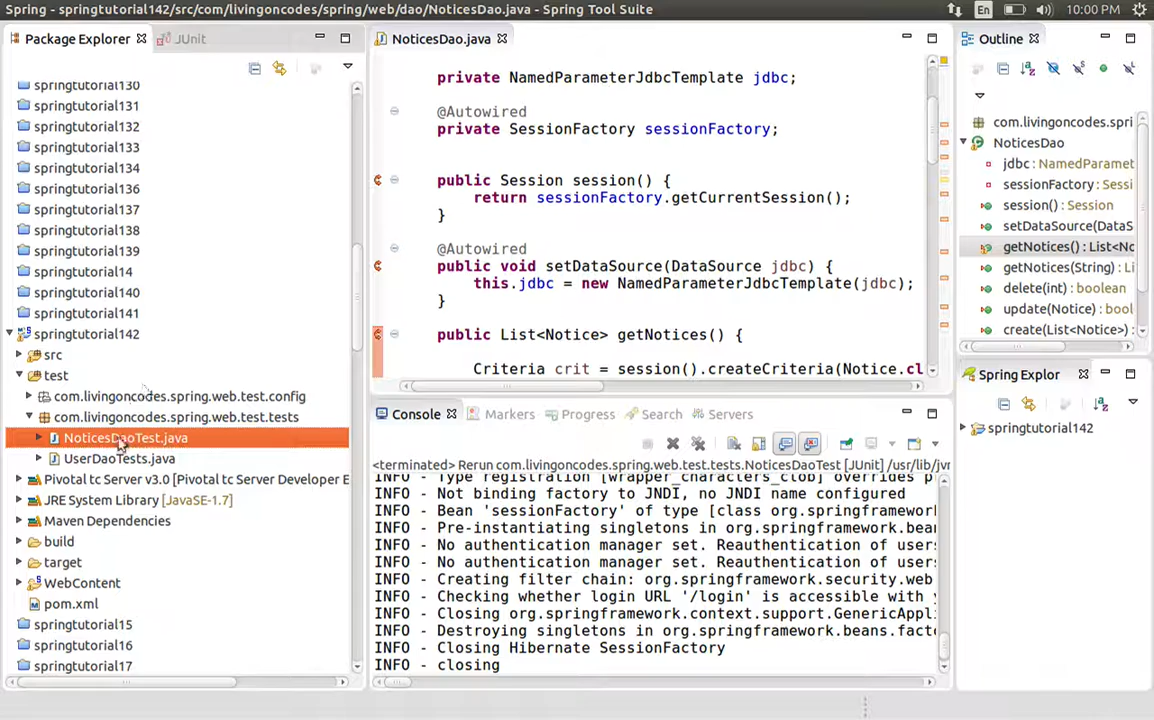 Spring - springtutorial142/src/com/livingoncodes/spring/web/dao/NoticesDao.java - Spring Tool Suite
En
10:00 PM
Package Explorer
JUnit
springtutorial130
springtutorial131
springtutorial132
springtutorial133
springtutorial134
springtutorial136
springtutorial137
springtutorial138
springtutorial139
springtutorial14
springtutorial140
springtutorial141
springtutorial142
src
test
com.livingoncodes.spring.web.test.config
com.livingoncodes.spring.web.test.tests
NoticesDaoTest.java
UserDaoTests.java
Pivotal tc Server v3.0 [Pivotal tc Server Developer E
JRE System Library [JavaSE-1.7]
Maven Dependencies
build
target
WebContent
pom.xml
springtutorial15
springtutorial16
springtutorial17
NoticesDao.java
private NamedParameterJdbcTemplate jdbc;
@Autowired
private SessionFactory sessionFactory;
public Session session() {
return sessionFactory.getCurrentSession();
}
@Autowired
public void setDataSource(DataSource jdbc) {
this.jdbc = new NamedParameterJdbcTemplate(jdbc);
}
public List<Notice> getNotices() {
Criteria crit = session().createCriteria(Notice.cl
Console
Markers
Progress
Search
Servers
<terminated> Rerun com.livingoncodes.spring.web.test.tests.NoticesDaoTest [JUnit] /usr/lib/jvr
INFO - Type registration [wrapper_characters_clob] overrides p
INFO - Not binding factory to JNDI, no JNDI name configured
INFO - Bean 'sessionFactory' of type [class org.springframework
INFO - Pre-instantiating singletons in org.springframework.bean
INFO - No authentication manager set. Reauthentication of users
INFO - No authentication manager set. Reauthentication of users
INFO - Creating filter chain: org.springframework.security.web
INFO - Checking whether login URL '/login' is accessible with y
INFO - Closing org.springframework.context.support.GenericAppli
INFO - Destroying singletons in org.springframework.beans.facto
INFO - Closing Hibernate SessionFactory
INFO - closing
Outline
com.livingoncodes.spri
NoticesDao
jdbc : NamedParamet
sessionFactory : Sessi
session() : Session
setDataSource(DataS
getNotices() : List<No
getNotices(String) : Li
delete(int) : boolean
update(Notice) : bool
create(List<Notice>)
Spring Explor
springtutorial142